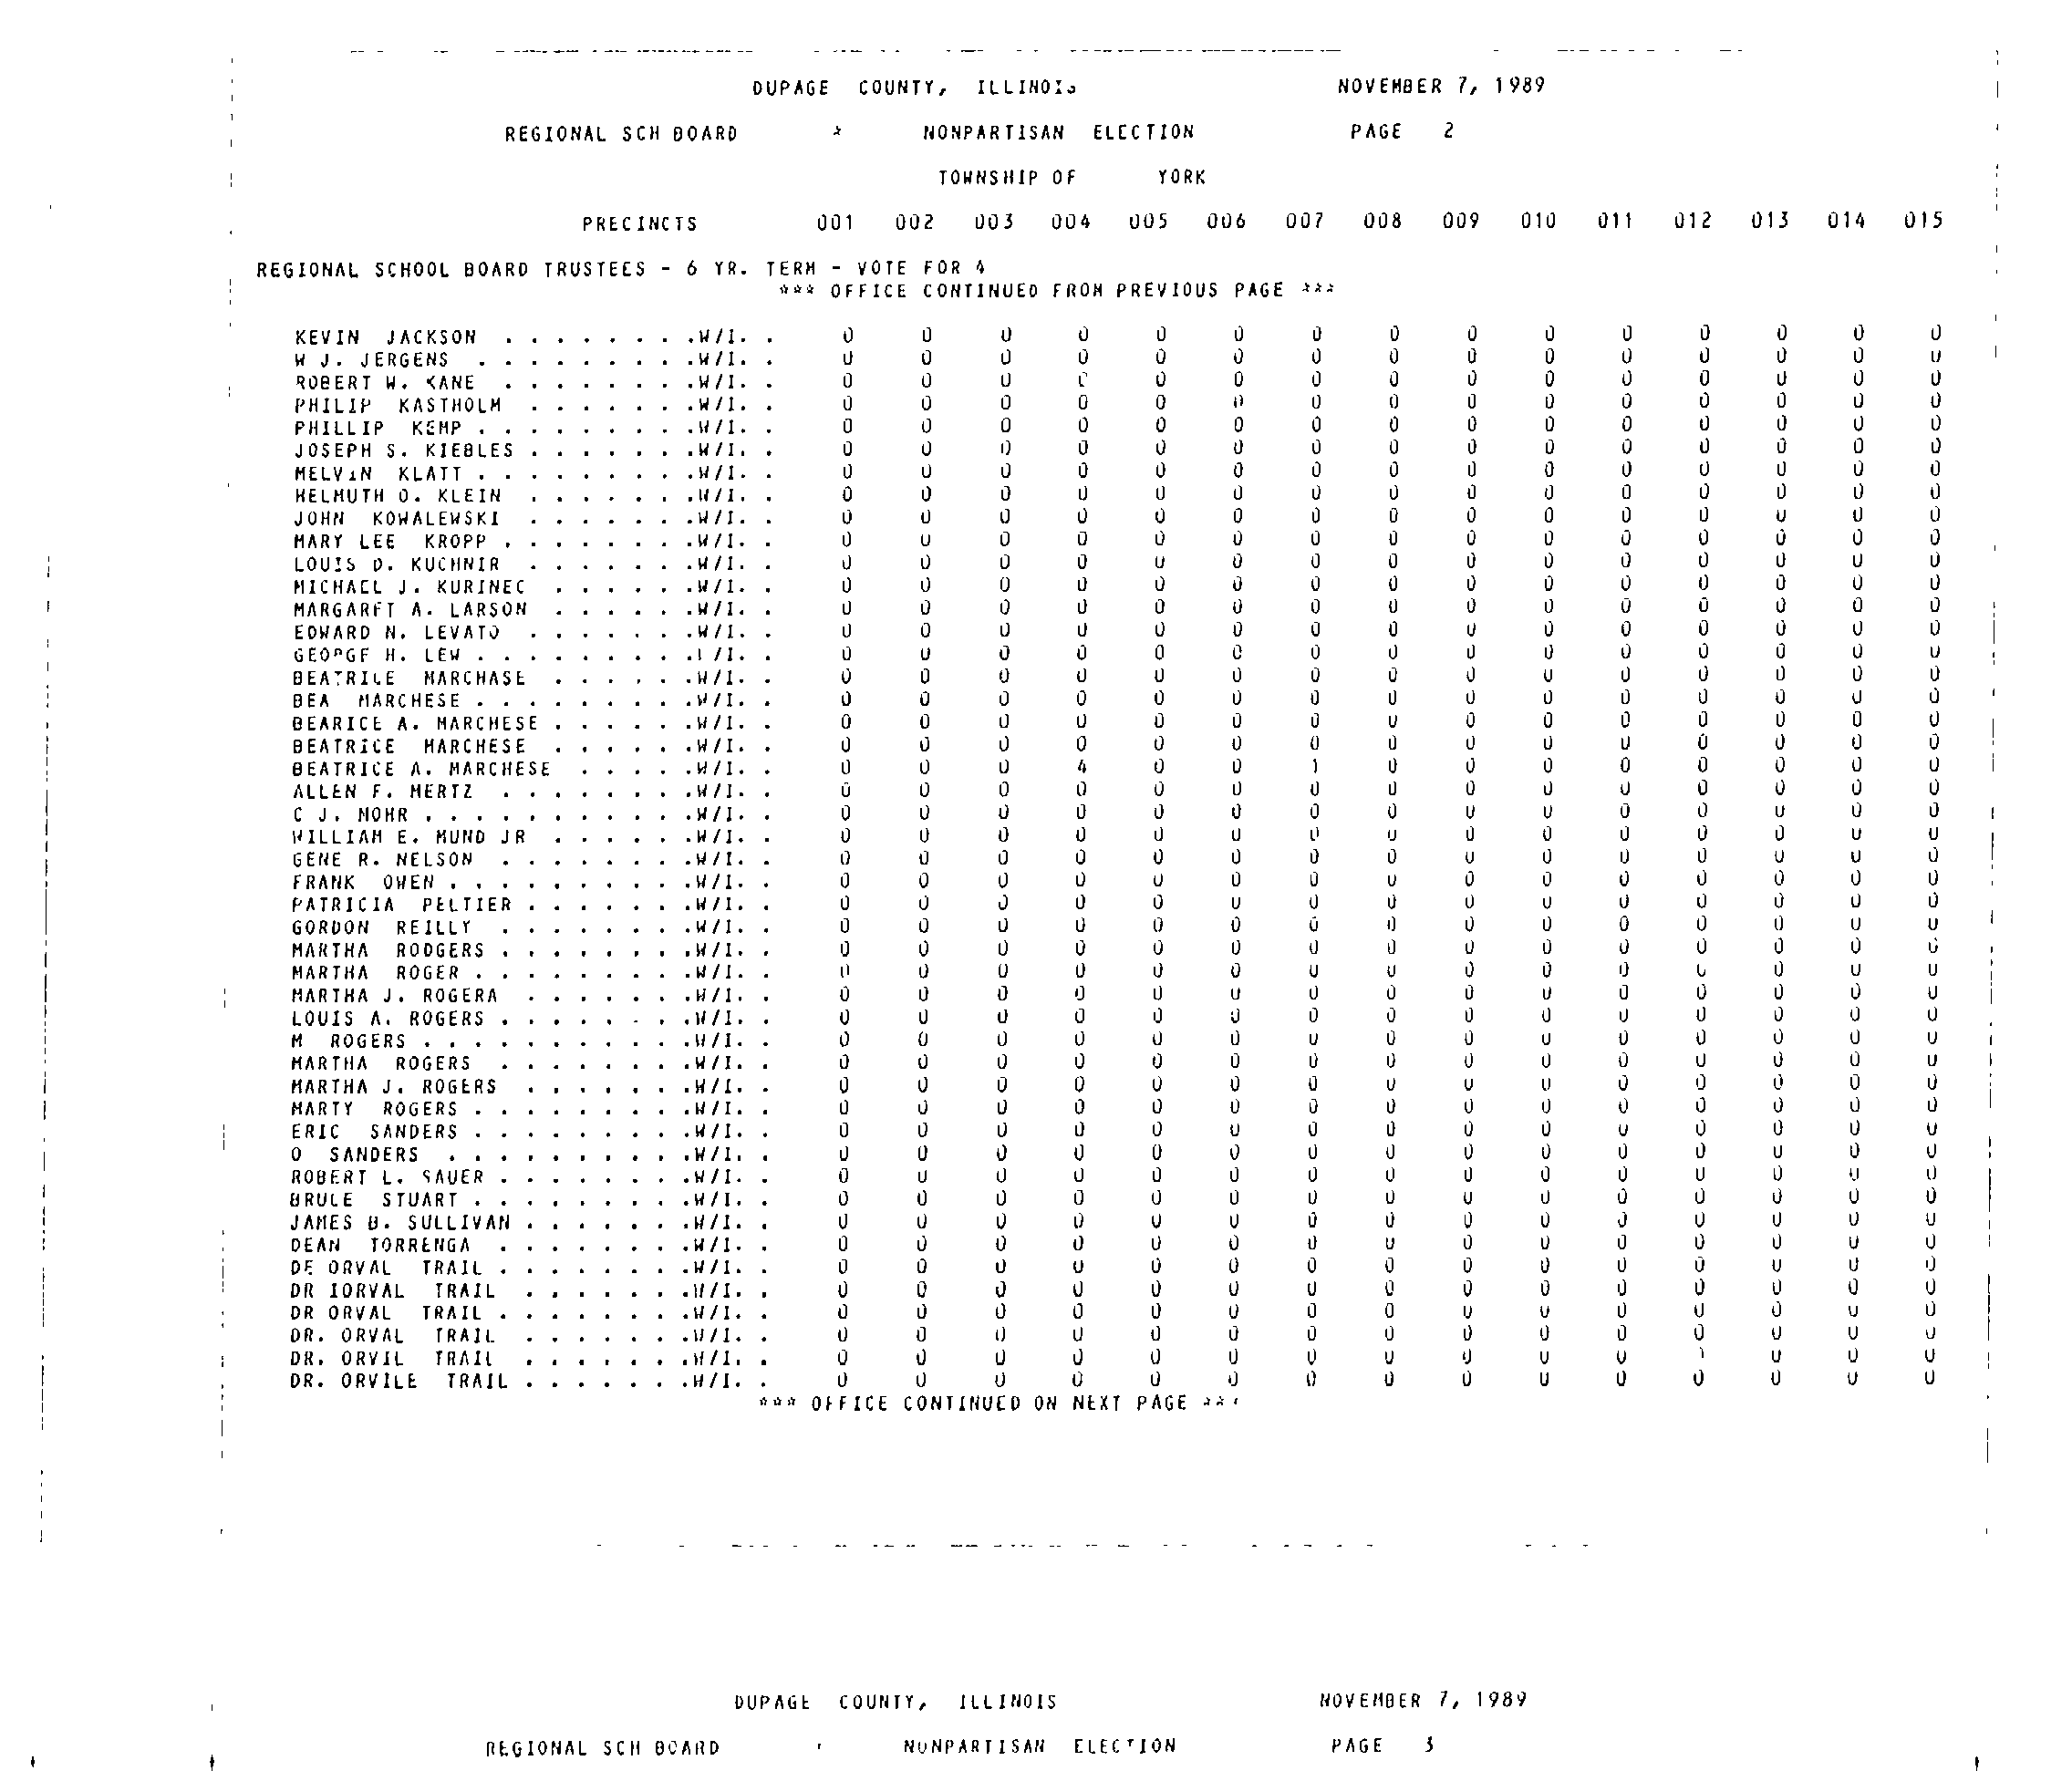 DUPAGE COUNTY, ILLINOIS NOVEMBER 7, 1989
REGIONAL SCH BOARD * NONPARTISAN ELECTION PAGE 2
TOWNSHIP OF YORK
PRECINCTS 001 002 003 004 005 006 007 008 009 010 011 012 013 014 015
REGIONAL SCHOOL BOARD TRUSTEES - 6 YR. TERM - VOTE FOR 4
*** OFFICE CONTINUED FROM PREVIOUS PAGE ***
KEVIN JACKSON . . . . . . . .W/I. . 0 0 0 0 0 0 0 0 0 0 0 0 0 0 0
W J. JERGENS . . . . . . . . .W/I. . 0 0 0 0 0 0 0 0 0 0 0 0 0 0 0
ROBERT W. KANE . . . . . . . .W/I. . 0 0 0 0 0 0 0 0 0 0 0 0 0 0 0
PHILIP KASTHOLM . . . . . . .W/I. . 0 0 0 0 0 0 0 0 0 0 0 0 0 0 0
PHILLIP KEMP . . . . . . . . .W/I. . 0 0 0 0 0 0 0 0 0 0 0 0 0 0 0
JOSEPH S. KIEBLES . . . . . . .W/I. . 0 0 0 0 0 0 0 0 0 0 0 0 0 0 0
MELVIN KLATT . . . . . . . . .W/I. . 0 0 0 0 0 0 0 0 0 0 0 0 0 0 0
HELMUTH O. KLEIN . . . . . . .W/I. . 0 0 0 0 0 0 0 0 0 0 0 0 0 0 0
JOHN KOWALEWSKI . . . . . . .W/I. . 0 0 0 0 0 0 0 0 0 0 0 0 0 0 0
MARY LEE KROPP . . . . . . . .W/I. . 0 0 0 0 0 0 0 0 0 0 0 0 0 0 0
LOUIS D. KUCHNIR . . . . . . .W/I. . 0 0 0 0 0 0 0 0 0 0 0 0 0 0 0
MICHAEL J. KURINEC . . . . . .W/I. . 0 0 0 0 0 0 0 0 0 0 0 0 0 0 0
MARGARET A. LARSON . . . . . .W/I. . 0 0 0 0 0 0 0 0 0 0 0 0 0 0 0
EDWARD N. LEVATO . . . . . . .W/I. . 0 0 0 0 0 0 0 0 0 0 0 0 0 0 0
GEORGE H. LEW . . . . . . . . .W/I. . 0 0 0 0 0 0 0 0 0 0 0 0 0 0 0
BEATRICE MARCHASE . . . . . .W/I. . 0 0 0 0 0 0 0 0 0 0 0 0 0 0 0
BEA MARCHESE . . . . . . . . .W/I. . 0 0 0 0 0 0 0 0 0 0 0 0 0 0 0
BEARICE A. MARCHESE . . . . . .W/I. . 0 0 0 0 0 0 0 0 0 0 0 0 0 0 0
BEATRICE MARCHESE . . . . . .W/I. . 0 0 0 0 0 0 0 0 0 0 0 0 0 0 0
BEATRICE A. MARCHESE . . . . .W/I. . 0 0 0 4 0 0 1 0 0 0 0 0 0 0 0
ALLEN F. MERTZ . . . . . . . .W/I. . 0 0 0 0 0 0 0 0 0 0 0 0 0 0 0
C J. MOHR . . . . . . . . . . .W/I. . 0 0 0 0 0 0 0 0 0 0 0 0 0 0 0
WILLIAM E. MUND JR . . . . . .W/I. . 0 0 0 0 0 0 0 0 0 0 0 0 0 0 0
GENE R. NELSON . . . . . . . .W/I. . 0 0 0 0 0 0 0 0 0 0 0 0 0 0 0
FRANK OWEN . . . . . . . . . .W/I. . 0 0 0 0 0 0 0 0 0 0 0 0 0 0 0
PATRICIA PELTIER . . . . . . .W/I. . 0 0 0 0 0 0 0 0 0 0 0 0 0 0 0
GORDON REILLY . . . . . . . .W/I. . 0 0 0 0 0 0 0 0 0 0 0 0 0 0 0
MARTHA RODGERS . . . . . . . .W/I. . 0 0 0 0 0 0 0 0 0 0 0 0 0 0 0
MARTHA ROGER . . . . . . . . .W/I. . 0 0 0 0 0 0 0 0 0 0 0 0 0 0 0
MARTHA J. ROGERA . . . . . . .W/I. . 0 0 0 0 0 0 0 0 0 0 0 0 0 0 0
LOUIS A. ROGERS . . . . . . . .W/I. . 0 0 0 0 0 0 0 0 0 0 0 0 0 0 0
M ROGERS . . . . . . . . . . .W/I. . 0 0 0 0 0 0 0 0 0 0 0 0 0 0 0
MARTHA ROGERS . . . . . . . .W/I. . 0 0 0 0 0 0 0 0 0 0 0 0 0 0 0
MARTHA J. ROGERS . . . . . . .W/I. . 0 0 0 0 0 0 0 0 0 0 0 0 0 0 0
MARTY ROGERS . . . . . . . . .W/I. . 0 0 0 0 0 0 0 0 0 0 0 0 0 0 0
ERIC SANDERS . . . . . . . . .W/I. . 0 0 0 0 0 0 0 0 0 0 0 0 0 0 0
O SANDERS . . . . . . . . . .W/I. . 0 0 0 0 0 0 0 0 0 0 0 0 0 0 0
ROBERT L. SAUER . . . . . . . .W/I. . 0 0 0 0 0 0 0 0 0 0 0 0 0 0 0
BRULE STUART . . . . . . . . .W/I. . 0 0 0 0 0 0 0 0 0 0 0 0 0 0 0
JAMES B. SULLIVAN . . . . . . .W/I. . 0 0 0 0 0 0 0 0 0 0 0 0 0 0 0
DEAN TORRENGA . . . . . . . .W/I. . 0 0 0 0 0 0 0 0 0 0 0 0 0 0 0
DE ORVAL TRAIL . . . . . . . .W/I. . 0 0 0 0 0 0 0 0 0 0 0 0 0 0 0
DR IORVAL TRAIL . . . . . . .W/I. . 0 0 0 0 0 0 0 0 0 0 0 0 0 0 0
DR ORVAL TRAIL . . . . . . . .W/I. . 0 0 0 0 0 0 0 0 0 0 0 0 0 0 0
DR. ORVAL TRAIL . . . . . . .W/I. . 0 0 0 0 0 0 0 0 0 0 0 0 0 0 0
DR. ORVIL TRAIL . . . . . . .W/I. . 0 0 0 0 0 0 0 0 0 0 0 1 0 0 0
DR. ORVILE TRAIL . . . . . . .W/I. . 0 0 0 0 0 0 0 0 0 0 0 0 0 0 0
*** OFFICE CONTINUED ON NEXT PAGE ***
DUPAGE COUNTY, ILLINOIS NOVEMBER 7, 1989
REGIONAL SCH BOARD NONPARTISAN ELECTION PAGE 3